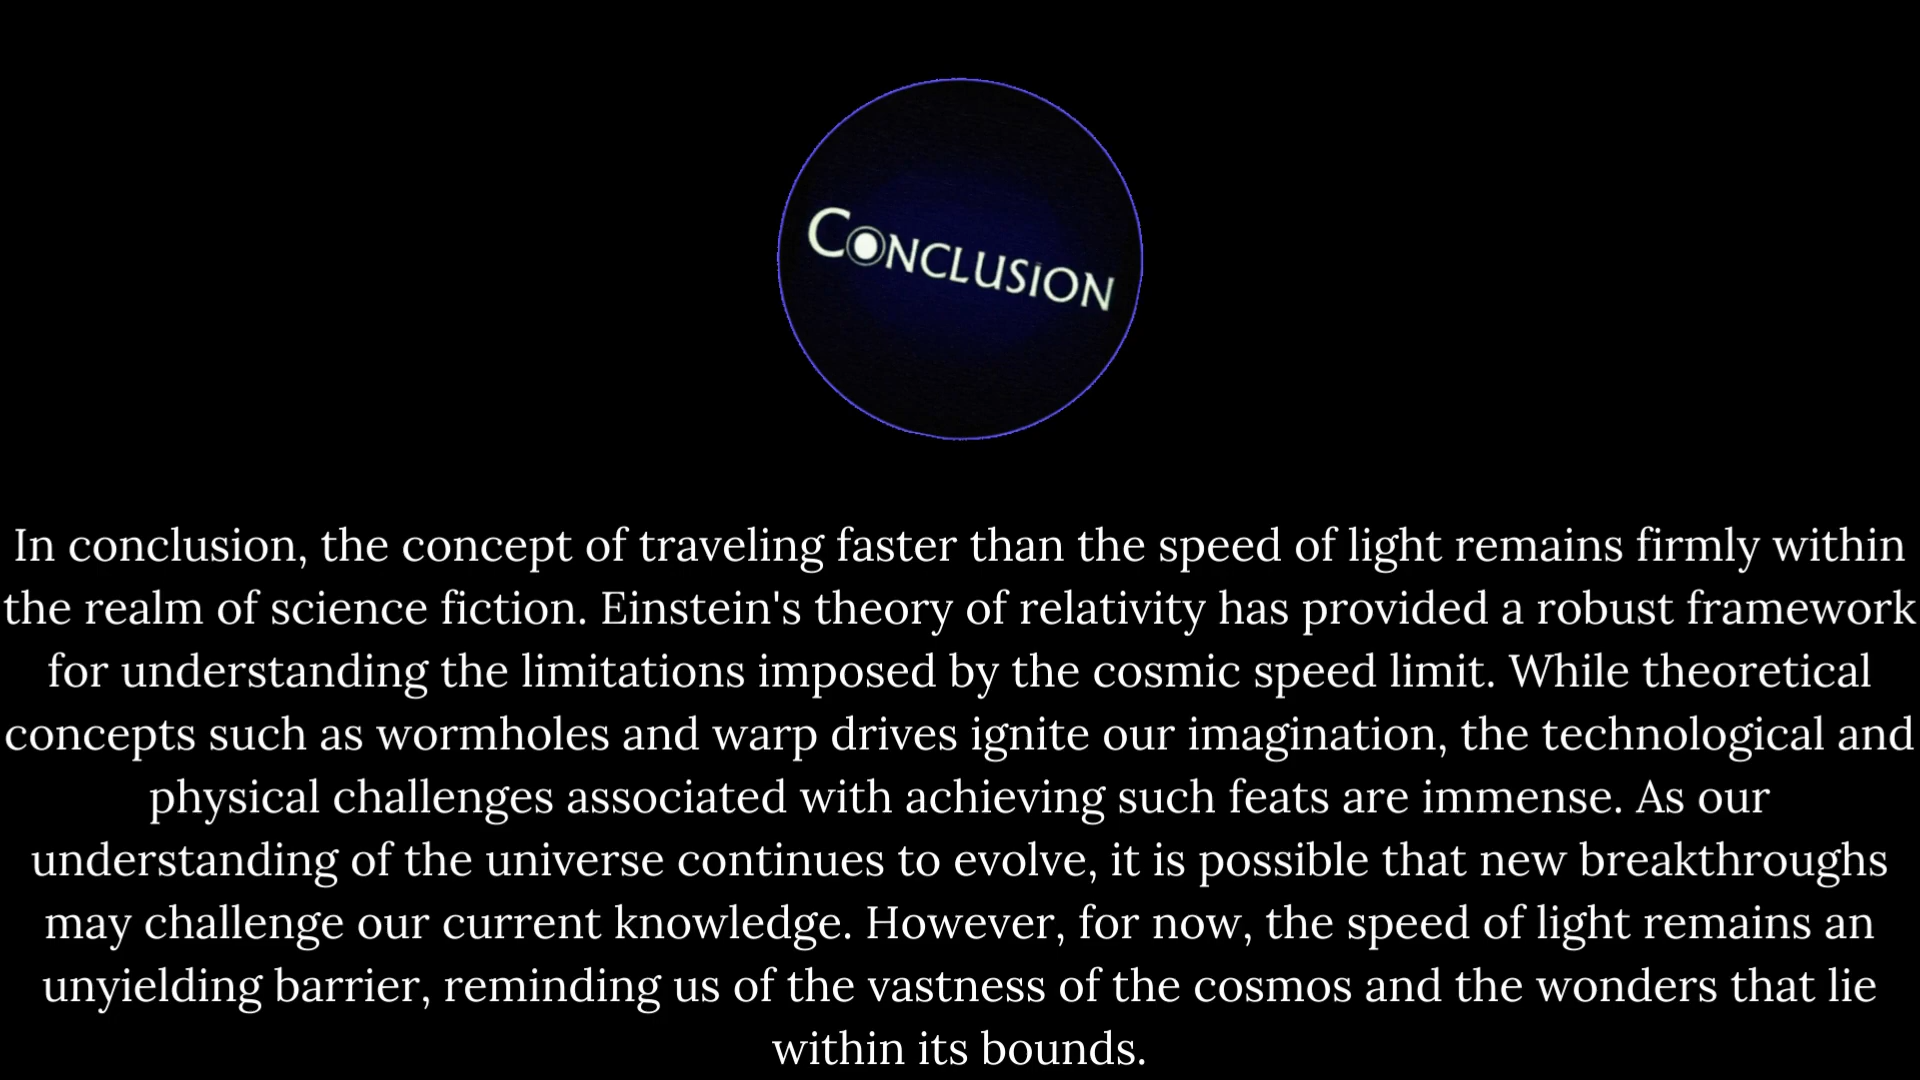 CONCLUSION
In conclusion, the concept of traveling faster than the speed of light remains firmly within
the realm of science fiction. Einstein's theory of relativity has provided a robust framework
for understanding the limitations imposed by the cosmic speed limit. While theoretical
concepts such as wormholes and warp drives ignite our imagination, the technological and
physical challenges associated with achieving such feats are immense. As our
understanding of the universe continues to evolve, it is possible that new breakthroughs
may challenge our current knowledge. However, for now, the speed of light remains an
unyielding barrier, reminding us of the vastness of the cosmos and the wonders that lie
within its bounds.